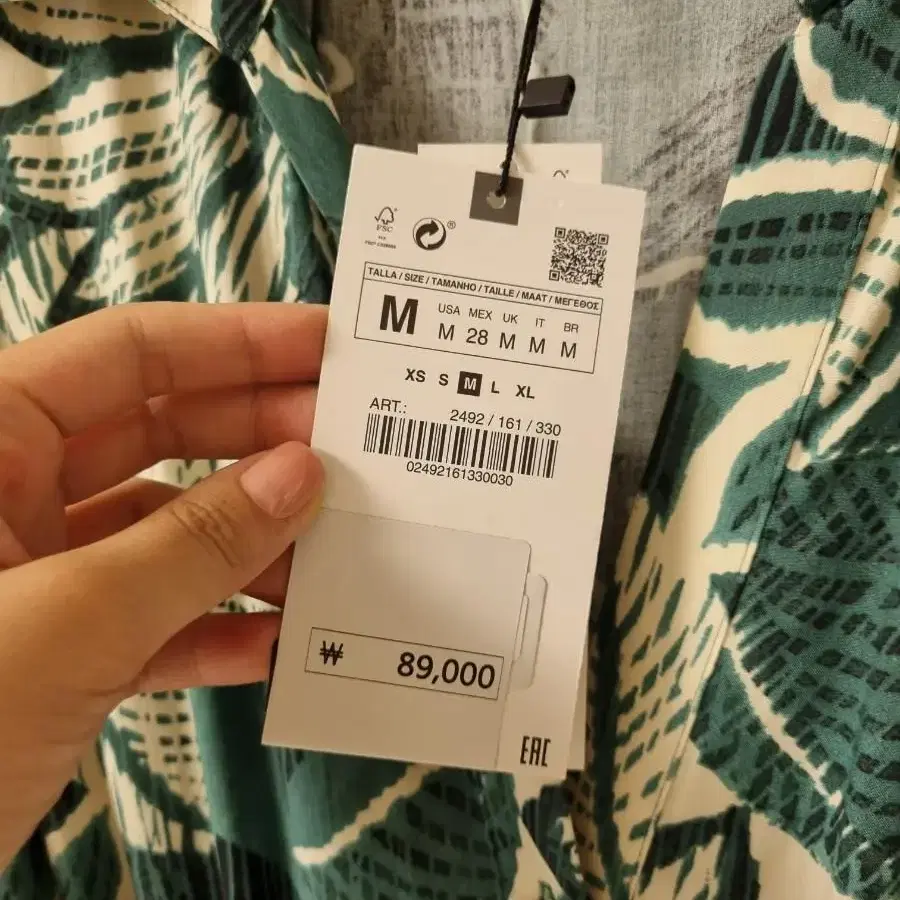 FSC
®
TALLA / SIZE / TAMANHO / TAILLE / MAAT / ΜΕΓΕΘΟΣ
M
USA MEX UK IT BR
M 28 M M M
XS S M L XL
ART.: 2492 / 161 / 330
02492161330030
₩ 89,000
EAC